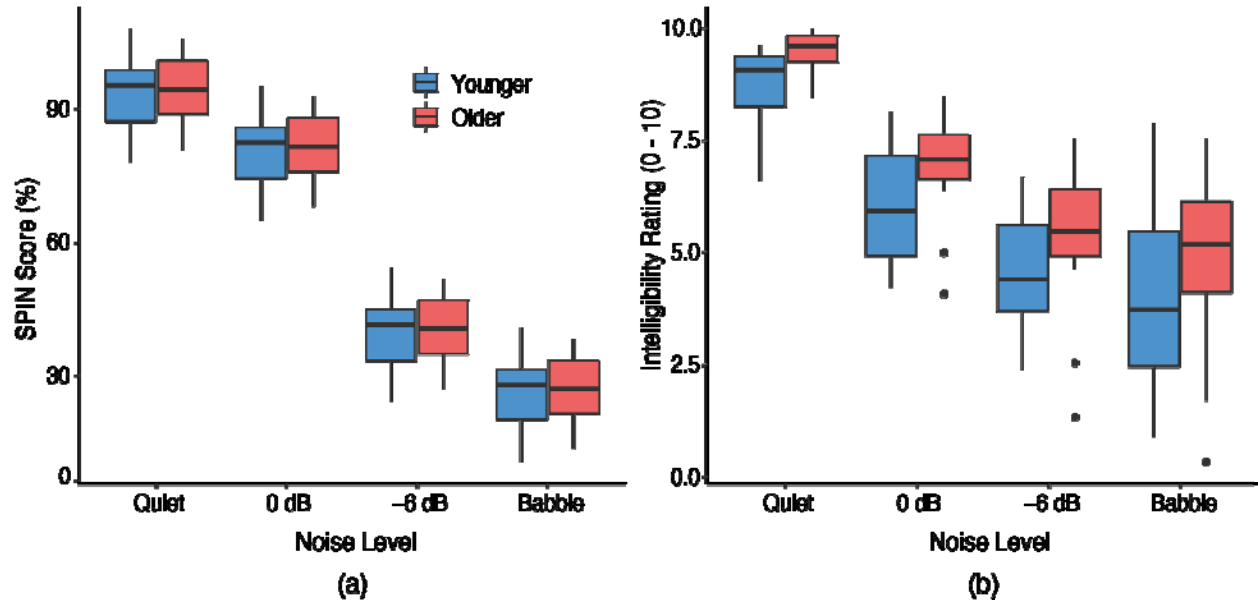 SPIN Score (%)
90
60
30
0
Quiet
0 dB
−6 dB
Babble
Noise Level
(a)
Younger
Older
Intelligibility Rating (0 - 10)
10.0
7.5
5.0
2.5
0.0
Quiet
0 dB
−6 dB
Babble
Noise Level
(b)